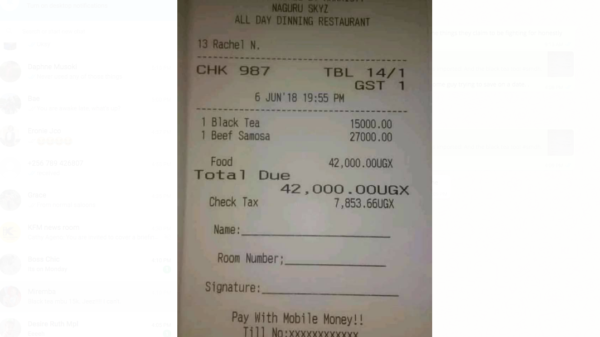 NAGURU SKYZ
ALL DAY DINNING RESTAURANT
13 Rachel N.
CHK 987 TBL 14/1
GST 1
6 JUN'18 19:55 PM
1 Black Tea 15000.00
1 Beef Samosa 27000.00
Food 42,000.00UGX
Total Due
42,000.00UGX
Check Tax 7,853.66UGX
Name:
Room Number;
Signature:
Pay With Mobile Money!!
Till No:xxxxxxxxxxxx